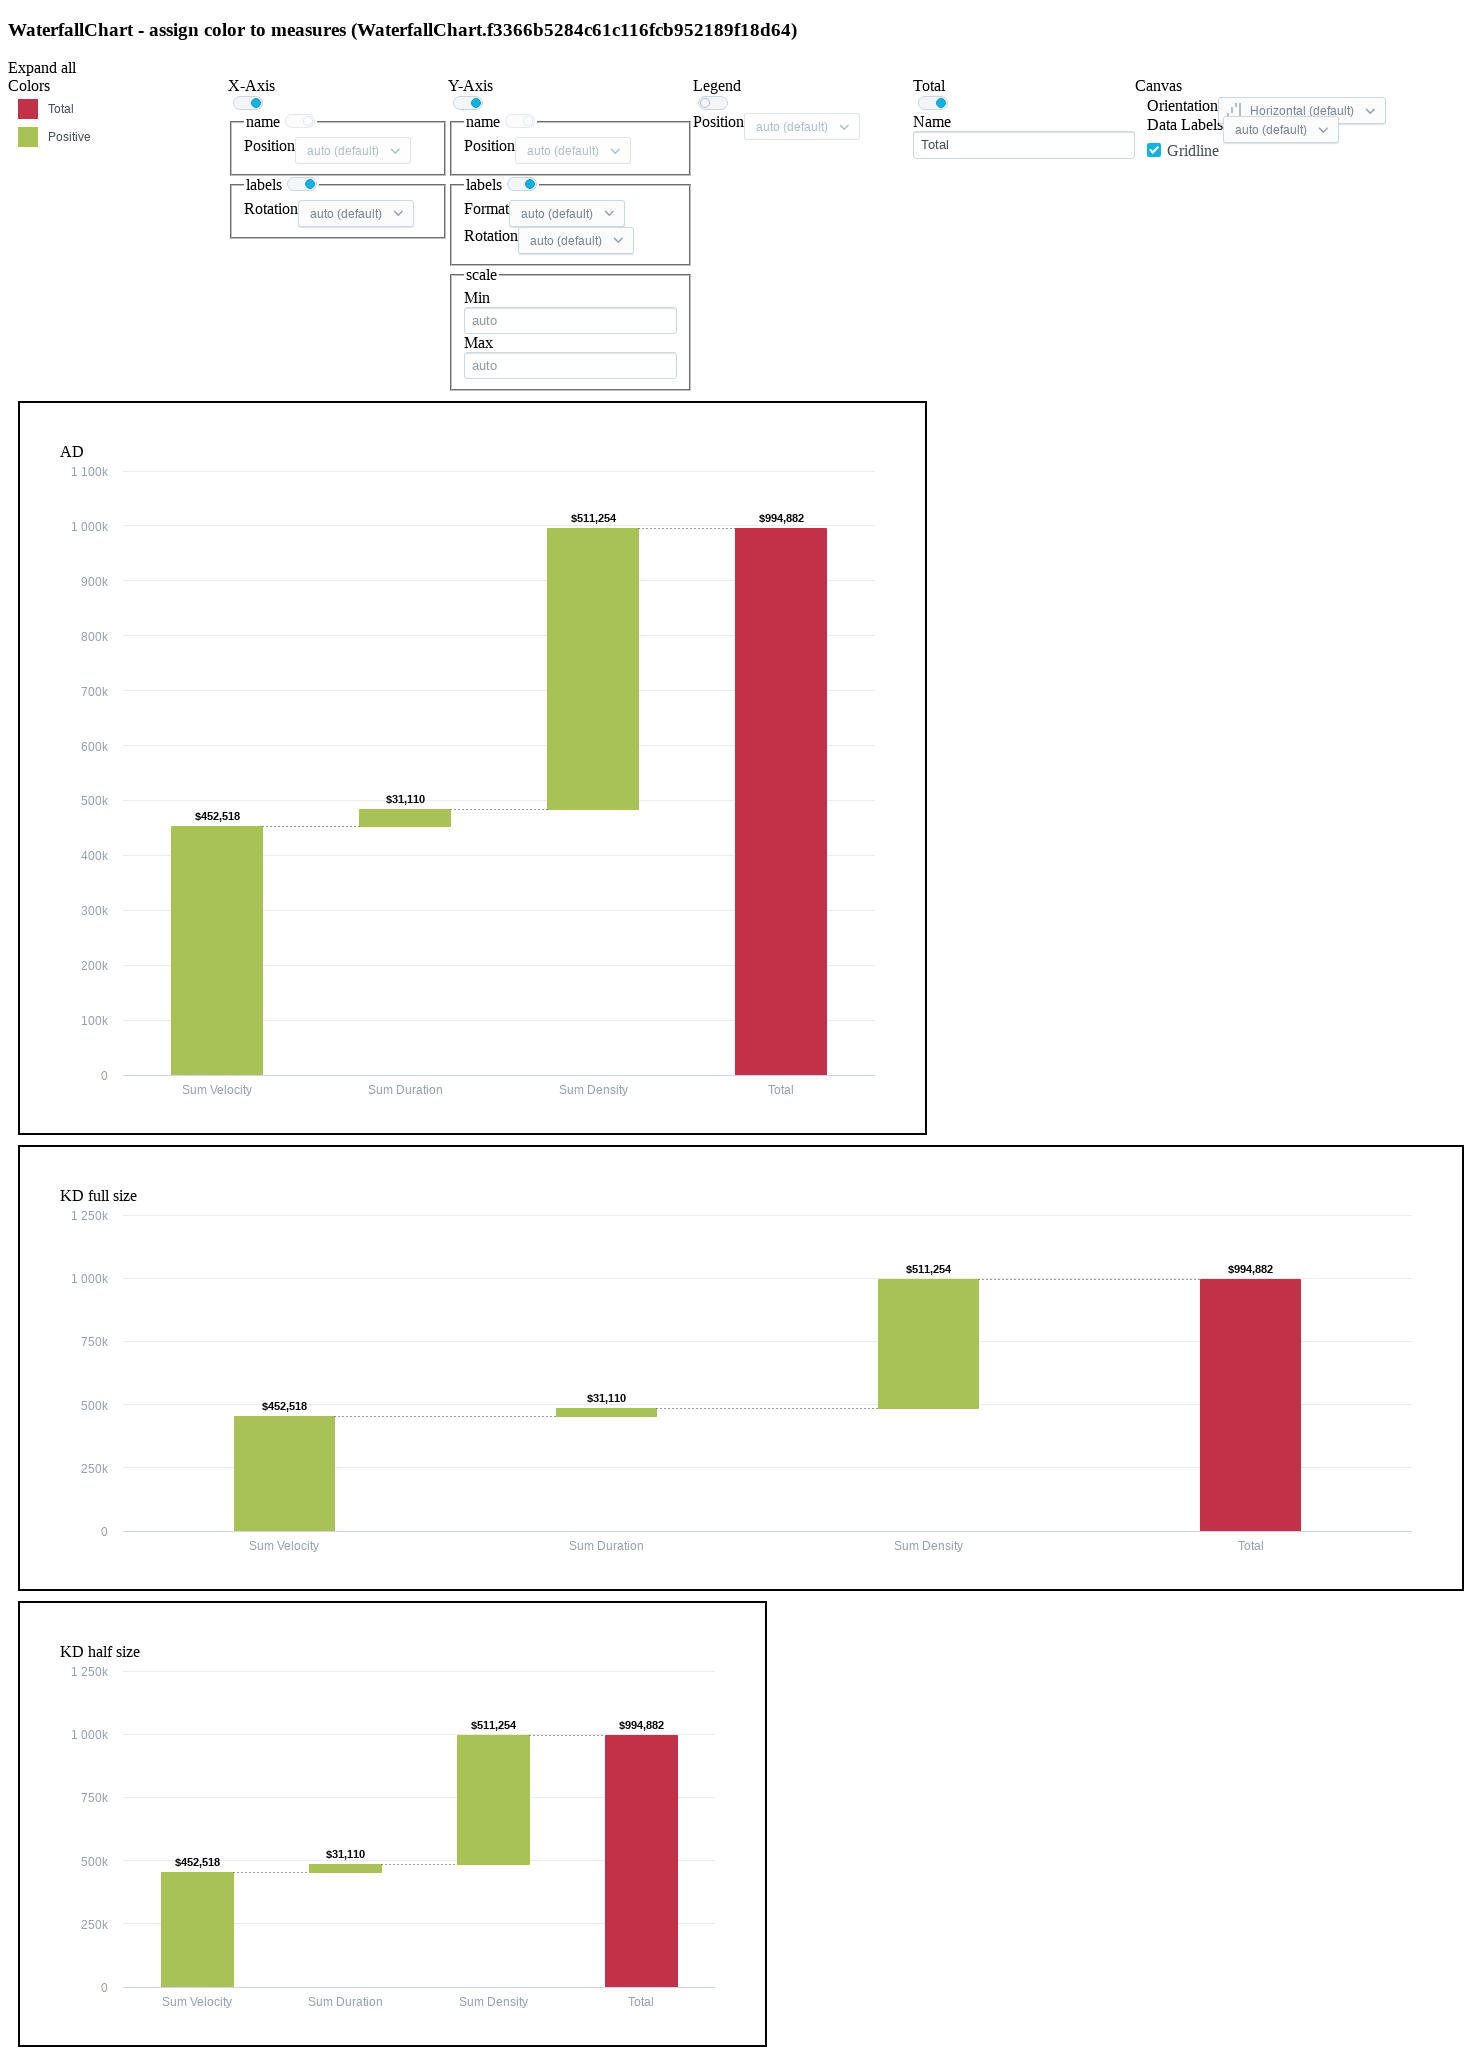 WaterfallChart - assign color to measures (WaterfallChart.f3366b5284c61c116fcb952189f18d64)
Expand all
Colors
Total
Positive
X-Axis
name
Position auto (default)
labels
Rotation auto (default)
Y-Axis
name
Position auto (default)
labels
Format auto (default)
Rotation auto (default)
scale
Min
auto
Max
auto
Legend
Position auto (default)
Total
Name
Total
Canvas
Orientation Horizontal (default)
Data Labels auto (default)
Gridline
AD
1 100k
1 000k
900k
800k
700k
600k
500k
400k
300k
200k
100k
0
$452,518
$31,110
$511,254
$994,882
Sum Velocity
Sum Duration
Sum Density
Total
KD full size
1 250k
1 000k
750k
500k
250k
0
$452,518
$31,110
$511,254
$994,882
Sum Velocity
Sum Duration
Sum Density
Total
KD half size
1 250k
1 000k
750k
500k
250k
0
$452,518
$31,110
$511,254
$994,882
Sum Velocity
Sum Duration
Sum Density
Total